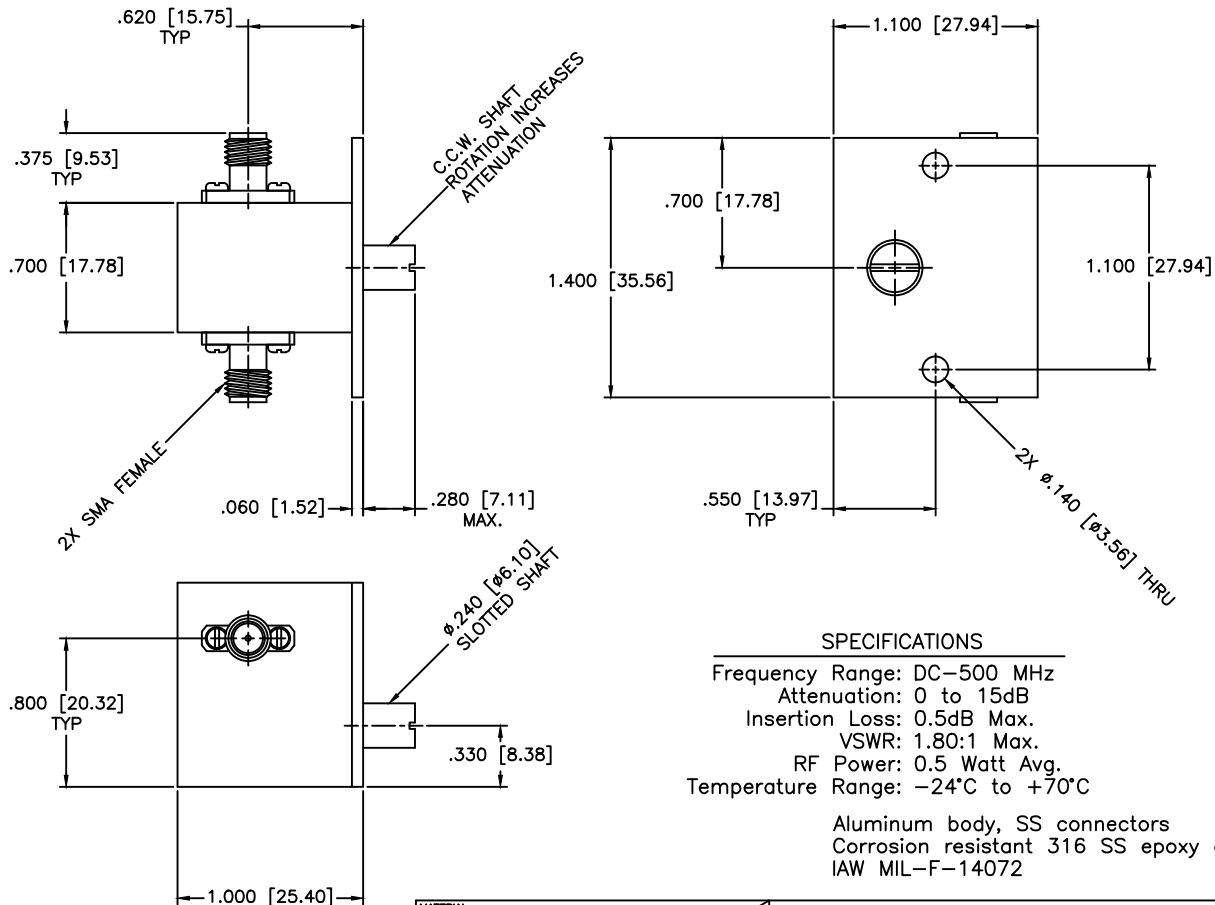 .620 [15.75]
TYP
1.100 [27.94]
C.C.W. SHAFT
ROTATION INCREASES
ATTENUATION
.375 [9.53]
TYP
.700 [17.78]
.700 [17.78]
1.400 [35.56]
1.100 [27.94]
2X SMA FEMALE
.060 [1.52]
.280 [7.11]
MAX.
.550 [13.97]
TYP
2X ø.140 [ø3.56] THRU
ø.240 [ø6.10]
SLOTTED SHAFT
.800 [20.32]
TYP
.330 [8.38]
1.000 [25.40]
SPECIFICATIONS
Frequency Range: DC-500 MHz
Attenuation: 0 to 15dB
Insertion Loss: 0.5dB Max.
VSWR: 1.80:1 Max.
RF Power: 0.5 Watt Avg.
Temperature Range: -24°C to +70°C
Aluminum body, SS connectors
Corrosion resistant 316 SS epoxy
IAW MIL-F-14072